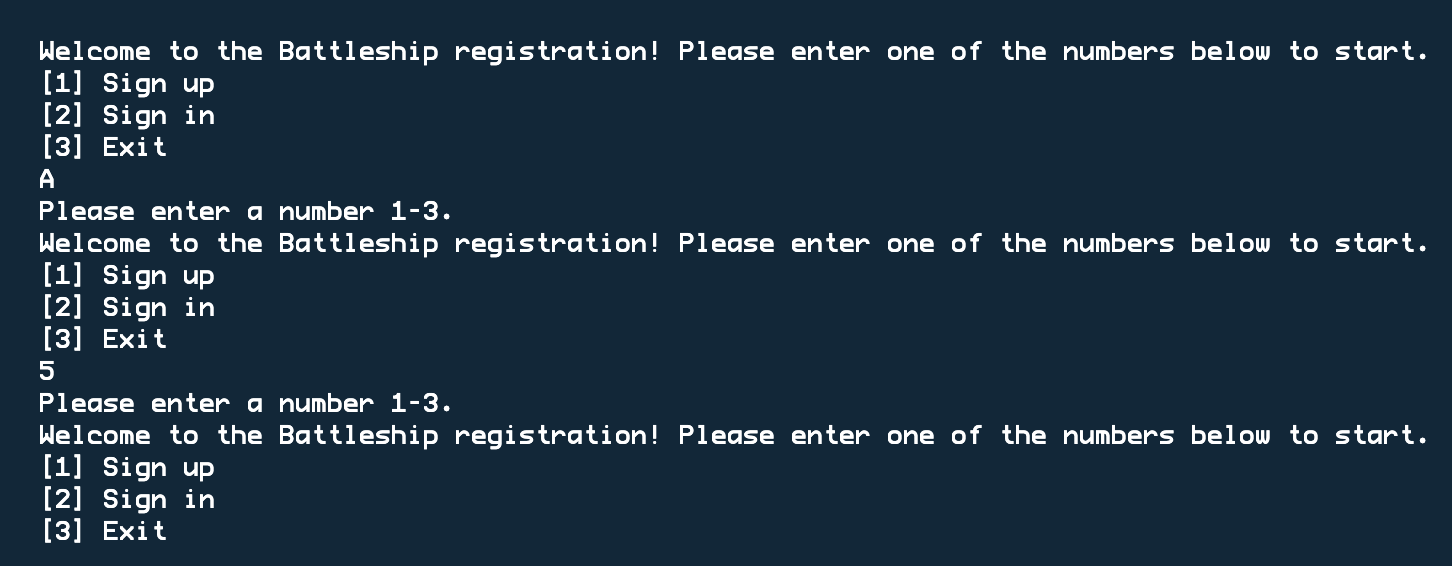 Welcome to the Battleship registration! Please enter one of the numbers below to start.
[1] Sign up
[2] Sign in
[3] Exit
A
Please enter a number 1-3.
Welcome to the Battleship registration! Please enter one of the numbers below to start.
[1] Sign up
[2] Sign in
[3] Exit
5
Please enter a number 1-3.
Welcome to the Battleship registration! Please enter one of the numbers below to start.
[1] Sign up
[2] Sign in
[3] Exit